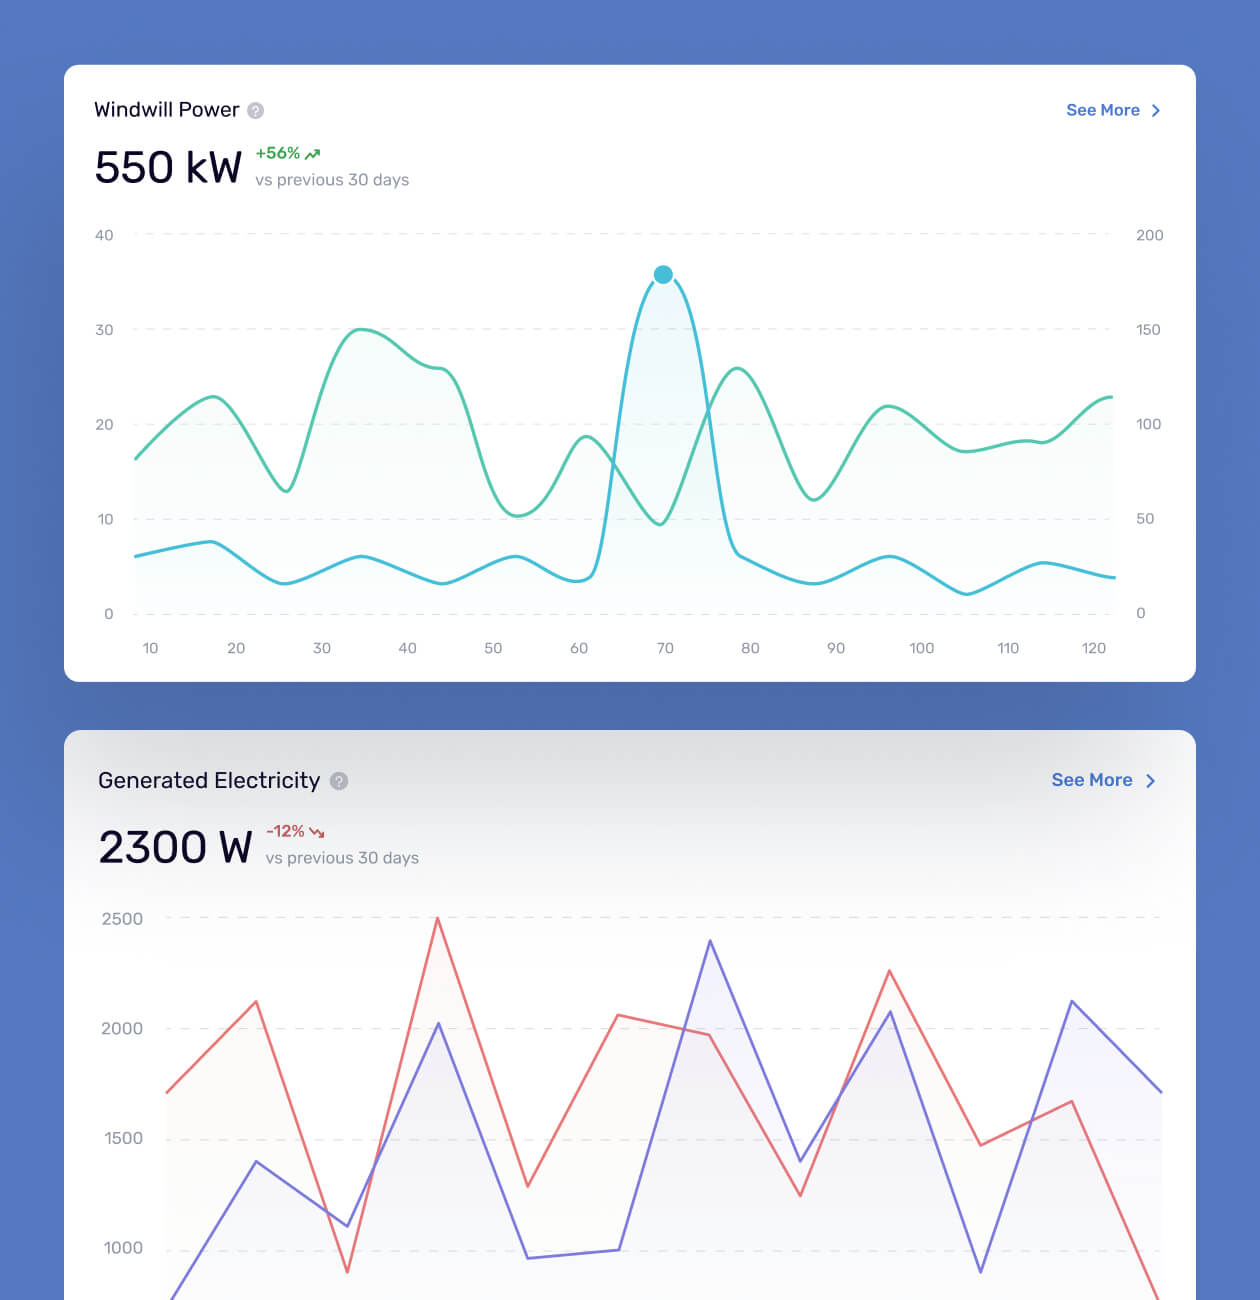 Windwill Power ?
See More
550 kW
+56%
vs previous 30 days
40
200
30
150
20
100
10
50
0
0
10 20 30 40 50 60 70 80 90 100 110 120
Generated Electricity ?
See More
2300 W
-12%
vs previous 30 days
2500
2000
1500
1000